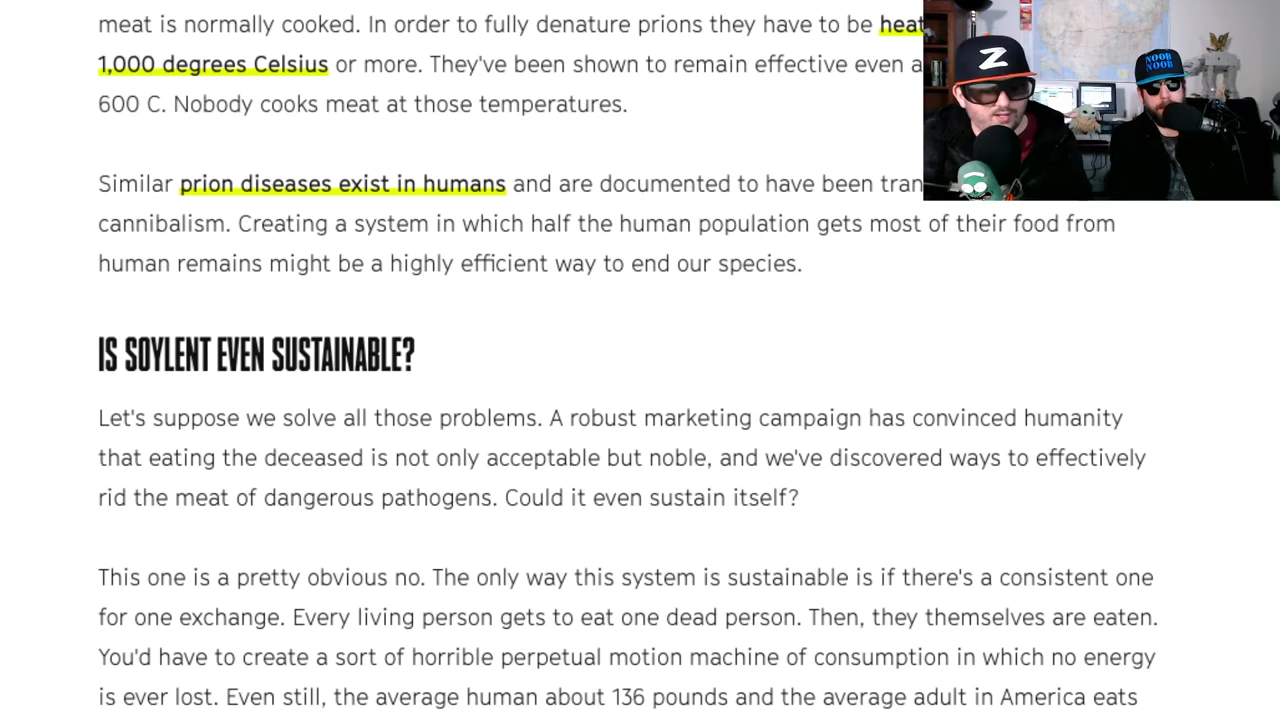 meat is normally cooked. In order to fully denature prions they have to be heat
1,000 degrees Celsius or more. They've been shown to remain effective even a
600 C. Nobody cooks meat at those temperatures.
Similar prion diseases exist in humans and are documented to have been tran
cannibalism. Creating a system in which half the human population gets most of their food from
human remains might be a highly efficient way to end our species.
IS SOYLENT EVEN SUSTAINABLE?
Let's suppose we solve all those problems. A robust marketing campaign has convinced humanity
that eating the deceased is not only acceptable but noble, and we've discovered ways to effectively
rid the meat of dangerous pathogens. Could it even sustain itself?
This one is a pretty obvious no. The only way this system is sustainable is if there's a consistent one
for one exchange. Every living person gets to eat one dead person. Then, they themselves are eaten.
You'd have to create a sort of horrible perpetual motion machine of consumption in which no energy
is ever lost. Even still, the average human about 136 pounds and the average adult in America eats
Z
NOOB
NOOB